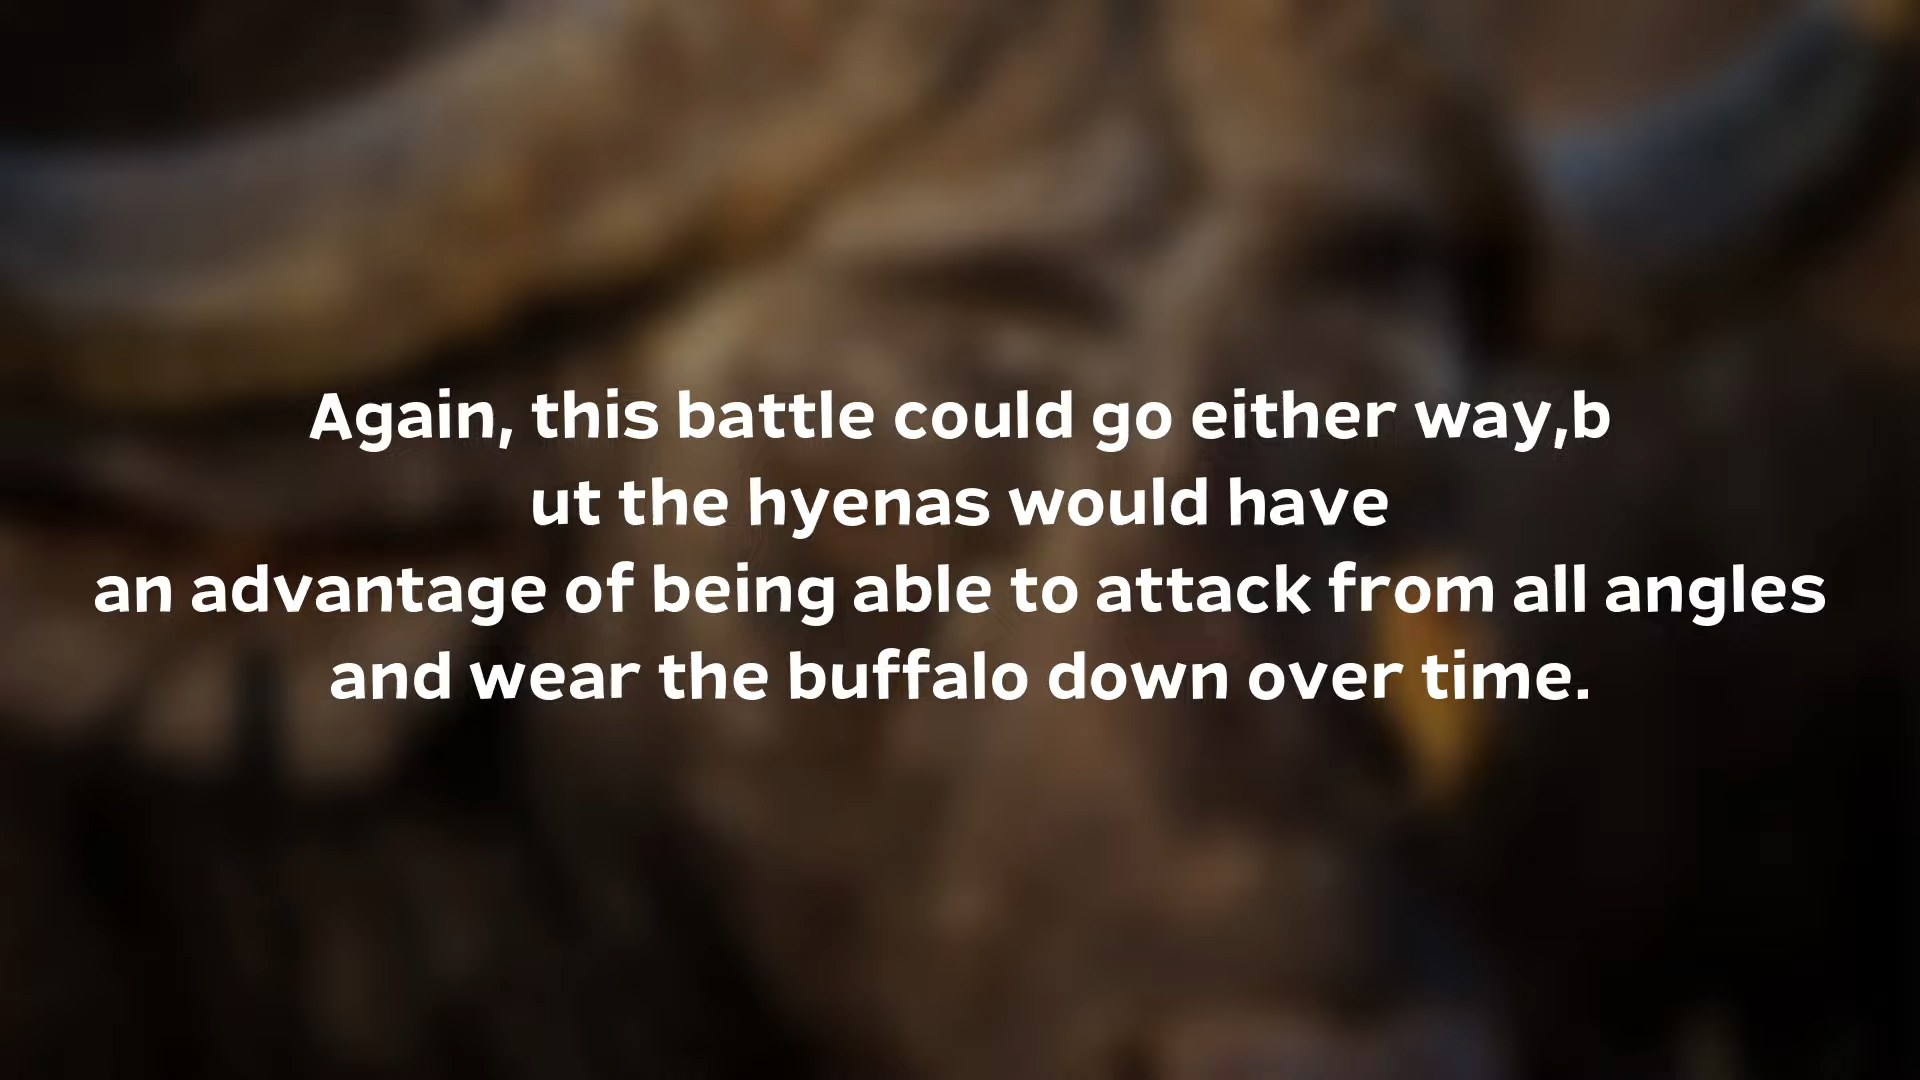 Again, this battle could go either way,b
ut the hyenas would have
an advantage of being able to attack from all angles
and wear the buffalo down over time.